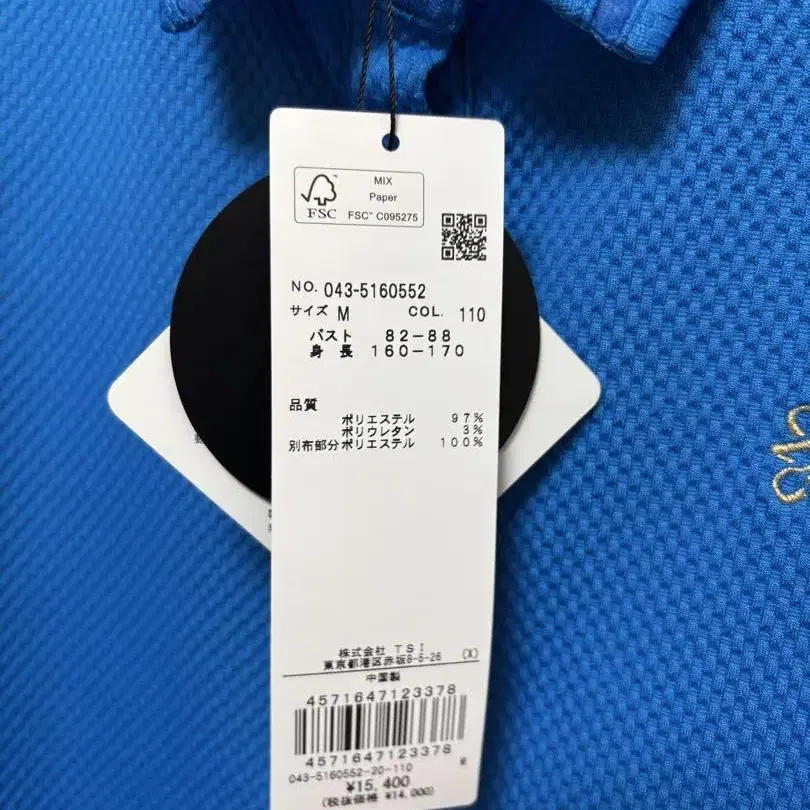 MIX
Paper
FSC
FSC™ C095275
NO. 043-5160552
サイズ M COL. 110
バスト 82-88
身長 160-170
品質
ポリエステル 97%
ポリウレタン 3%
別布部分ポリエステル 100%
株式会社 TSI
東京都港区赤坂8-5-26 (X)
中国製
4571647123378
4571647123378
043-5160552-20-110
¥15,400
(税抜価格 ¥14,000)